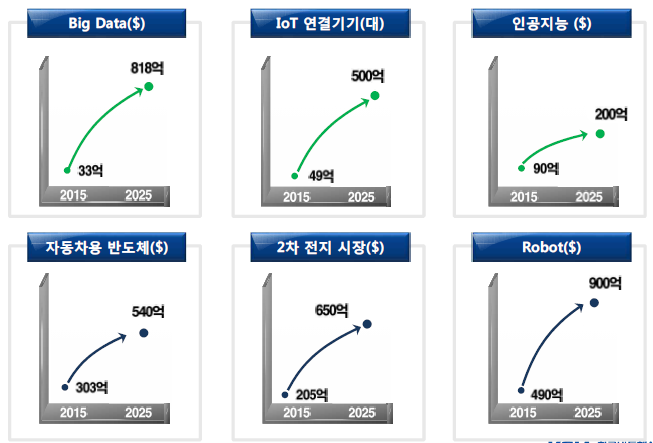 Big Data($)
818억
33억
2015 2025
IoT 연결기기(대)
500억
49억
2015 2025
인공지능 ($)
200억
90억
2015 2025
자동차용 반도체($)
540억
303억
2015 2025
2차 전지 시장($)
650억
205억
2015 2025
Robot($)
900억
490억
2015 2025